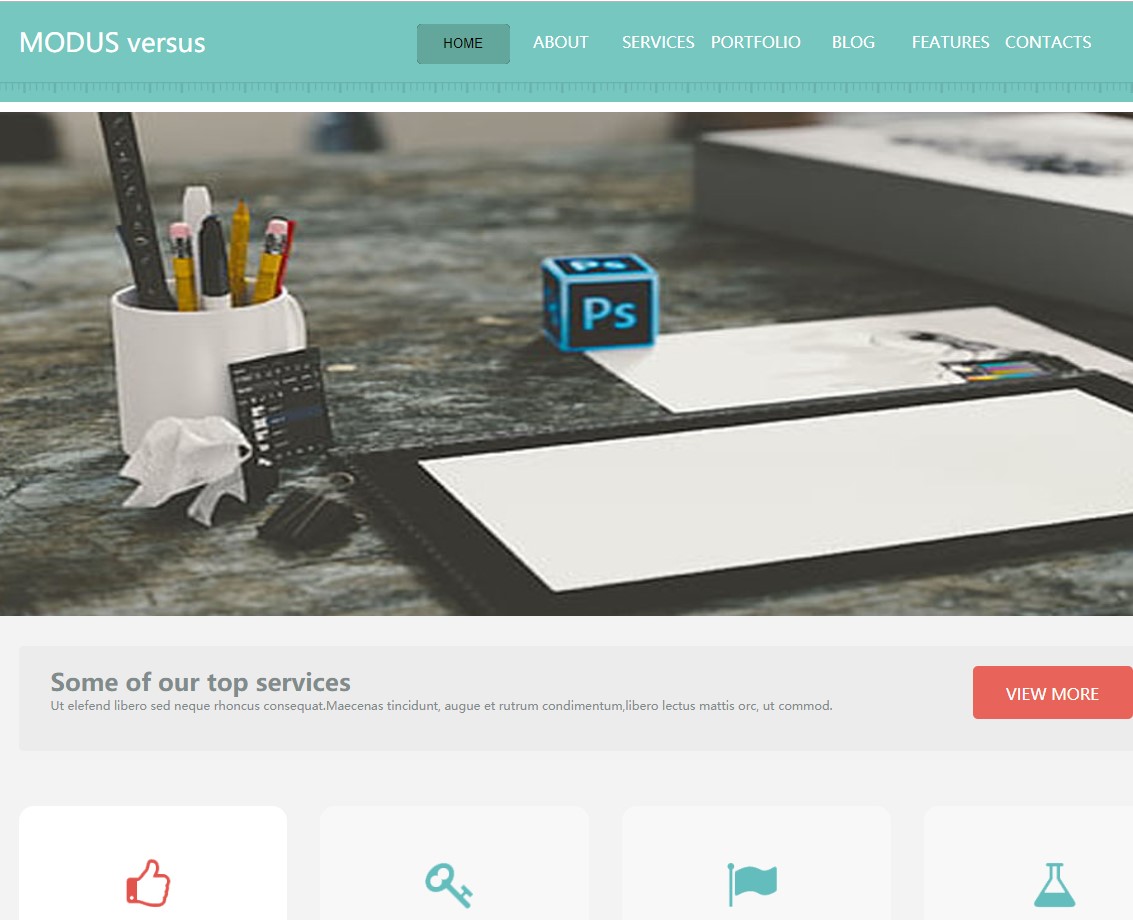 MODUS versus
HOME ABOUT SERVICES PORTFOLIO BLOG FEATURES CONTACTS
Ps
Ps
Some of our top services
Ut elefend libero sed neque rhoncus consequat.Maecenas tincidunt, augue et rutrum condimentum,libero lectus mattis orc, ut commod.
VIEW MORE